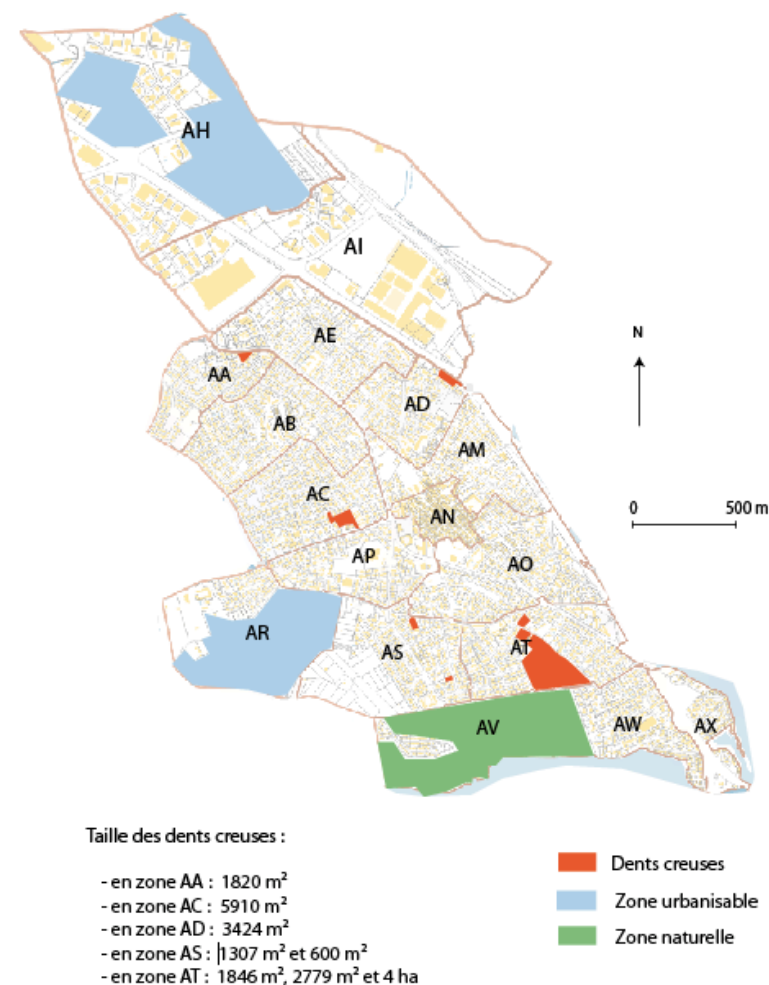 AH
AI
AE
N
AA
AD
AB
AM
AC
0 500 m
AN
AP
AO
AR
AS
AT
AV
AW
AX
Taille des dents creuses :
- en zone AA : 1820 m²
- en zone AC : 5910 m²
- en zone AD : 3424 m²
- en zone AS : 1307 m² et 600 m²
- en zone AT : 1846 m², 2779 m² et 4 ha
Dents creuses
Zone urbanisable
Zone naturelle